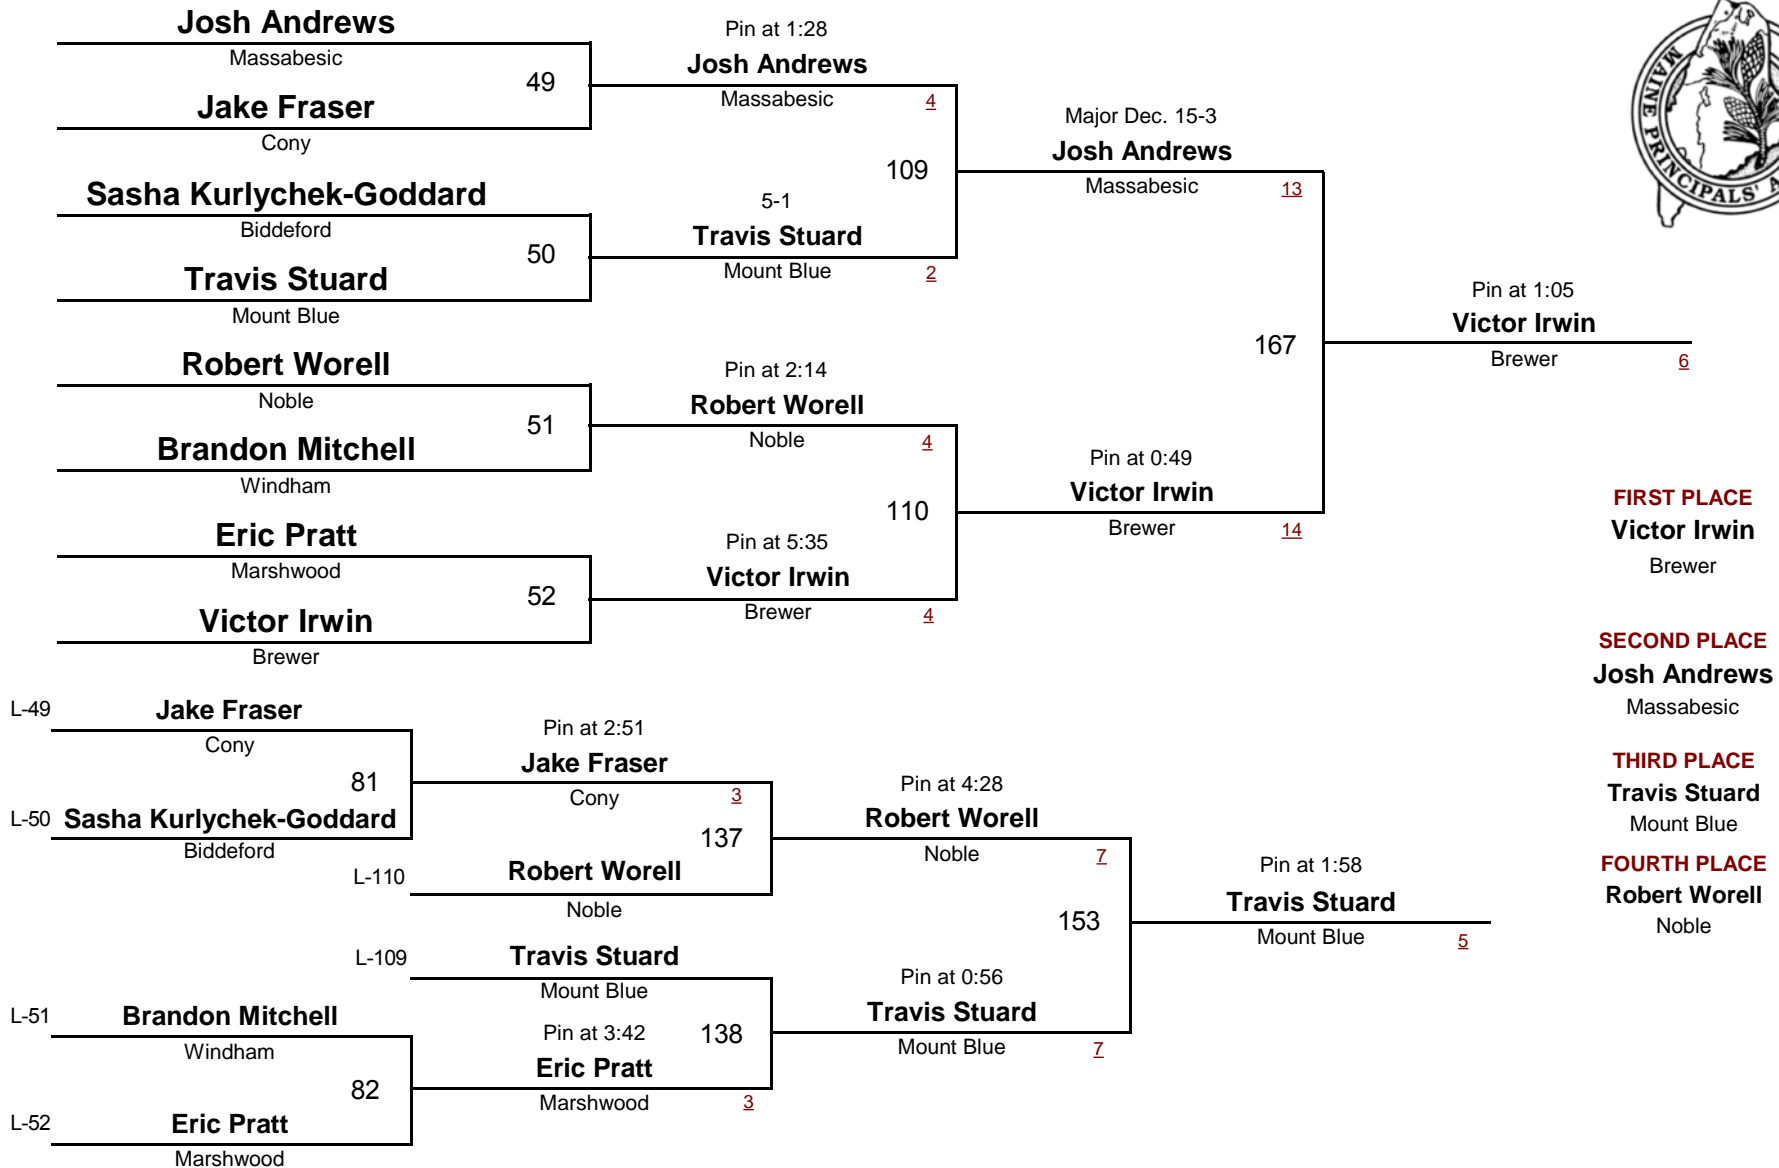 Josh Andrews
Massabesic
49
Jake Fraser
Cony
Sasha Kurlychek-Goddard
Biddeford
50
Travis Stuard
Mount Blue
Robert Worell
Noble
51
Brandon Mitchell
Windham
Eric Pratt
Marshwood
52
Victor Irwin
Brewer
Pin at 1:28
Josh Andrews
Massabesic 4
109
5-1
Travis Stuard
Mount Blue 2
Pin at 2:14
Robert Worell
Noble 4
110
Pin at 5:35
Victor Irwin
Brewer 4
Major Dec. 15-3
Josh Andrews
Massabesic 13
167
Pin at 0:49
Victor Irwin
Brewer 14
Pin at 1:05
Victor Irwin
Brewer 6
MAINE PRINCIPALS' A
FIRST PLACE
Victor Irwin
Brewer
SECOND PLACE
Josh Andrews
Massabesic
THIRD PLACE
Travis Stuard
Mount Blue
FOURTH PLACE
Robert Worell
Noble
L-49 Jake Fraser
Cony
81
L-50 Sasha Kurlychek-Goddard
Biddeford
Pin at 2:51
Jake Fraser
Cony 3
137
L-110 Robert Worell
Noble
L-109 Travis Stuard
Mount Blue
138
Pin at 3:42
Eric Pratt
Marshwood 3
L-51 Brandon Mitchell
Windham
82
L-52 Eric Pratt
Marshwood
Pin at 4:28
Robert Worell
Noble 7
153
Pin at 0:56
Travis Stuard
Mount Blue 7
Pin at 1:58
Travis Stuard
Mount Blue 5